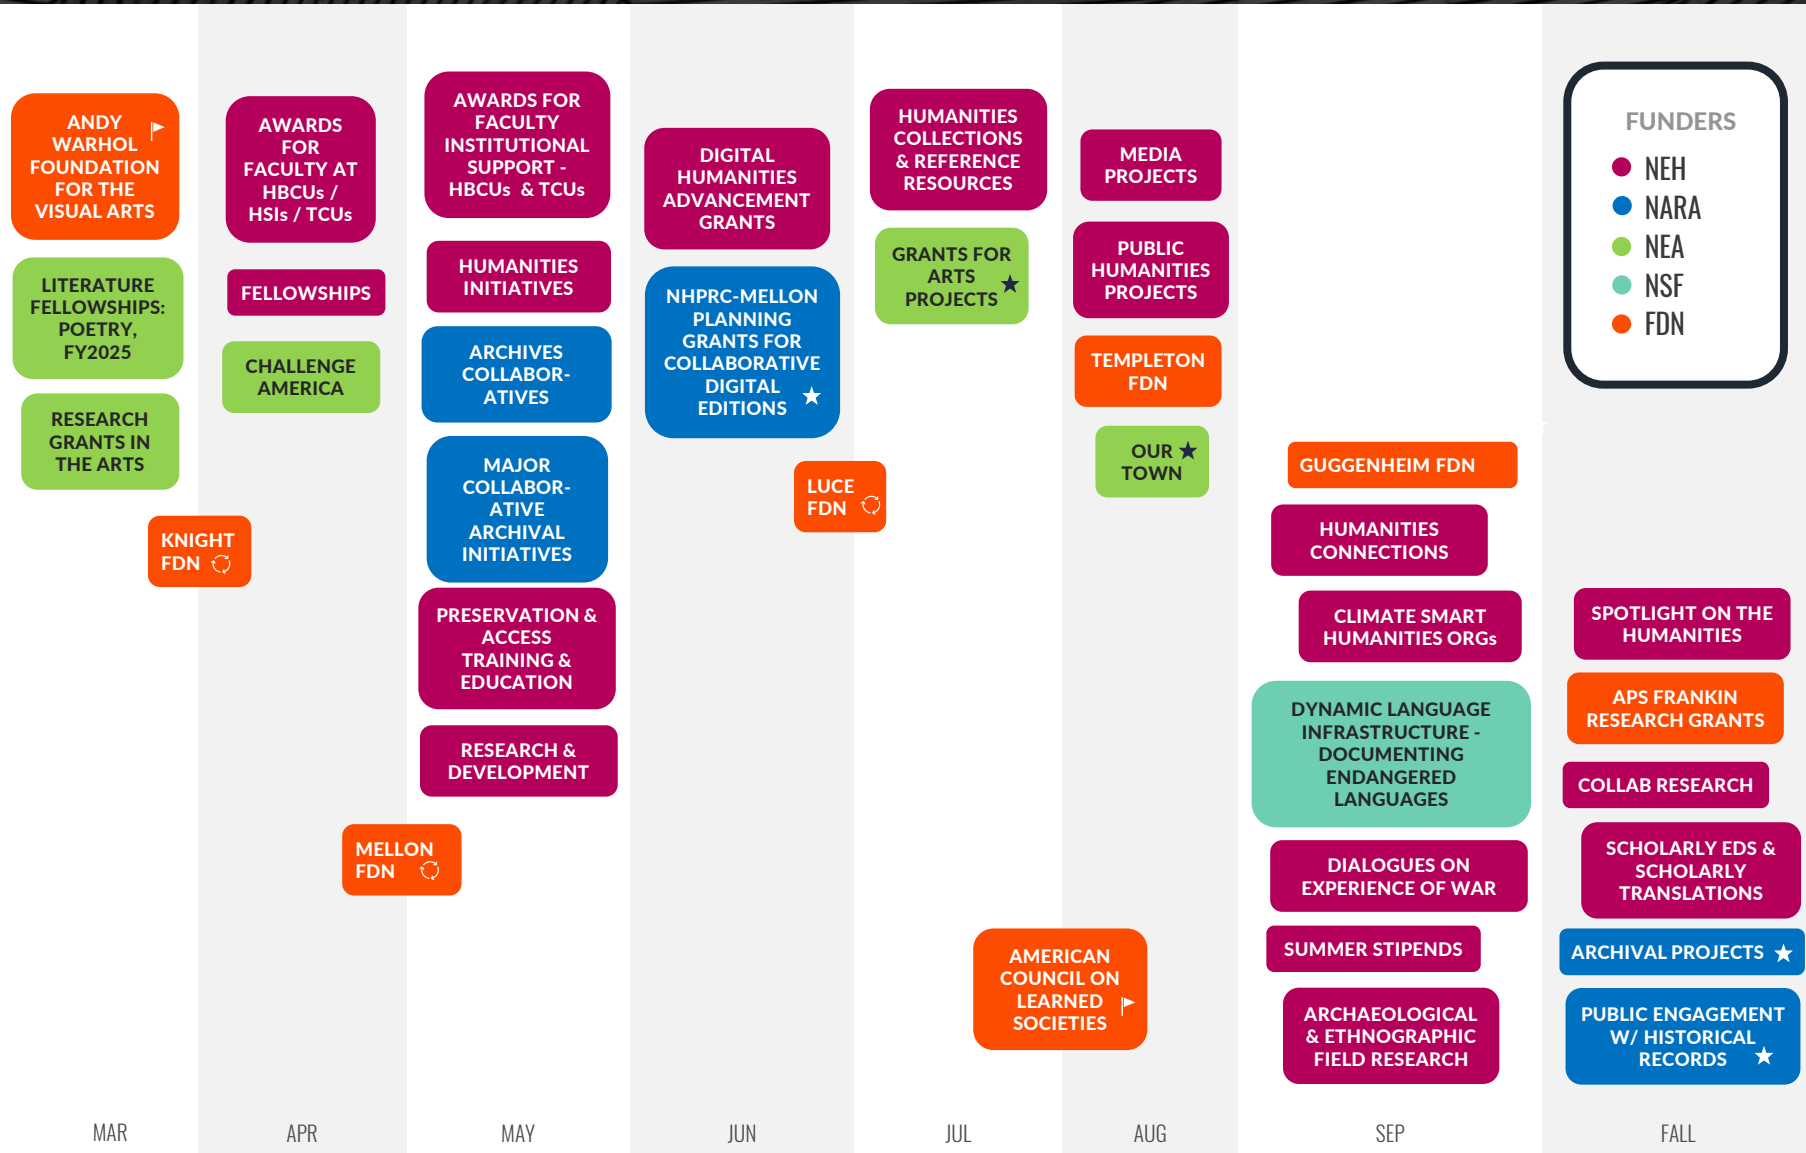 ANDY
WARHOL
FOUNDATION
FOR THE
VISUAL ARTS
LITERATURE
FELLOWSHIPS:
POETRY,
FY2025
RESEARCH
GRANTS IN
THE ARTS
KNIGHT
FDN
AWARDS
FOR
FACULTY AT
HBCUs /
HSIs / TCUs
FELLOWSHIPS
CHALLENGE
AMERICA
MELLON
FDN
AWARDS FOR
FACULTY
INSTITUTIONAL
SUPPORT -
HBCUs & TCUs
HUMANITIES
INITIATIVES
ARCHIVES
COLLABOR-
ATIVES
MAJOR
COLLABOR-
ATIVE
ARCHIVAL
INITIATIVES
PRESERVATION &
ACCESS
TRAINING &
EDUCATION
RESEARCH &
DEVELOPMENT
DIGITAL
HUMANITIES
ADVANCEMENT
GRANTS
NHPRC-MELLON
PLANNING
GRANTS FOR
COLLABORATIVE
DIGITAL
EDITIONS
LUCE
FDN
HUMANITIES
COLLECTIONS
& REFERENCE
RESOURCES
GRANTS FOR
ARTS
PROJECTS
AMERICAN
COUNCIL ON
LEARNED
SOCIETIES
MEDIA
PROJECTS
PUBLIC
HUMANITIES
PROJECTS
TEMPLETON
FDN
OUR
TOWN
GUGGENHEIM FDN
HUMANITIES
CONNECTIONS
CLIMATE SMART
HUMANITIES ORGs
DYNAMIC LANGUAGE
INFRASTRUCTURE -
DOCUMENTING
ENDANGERED
LANGUAGES
DIALOGUES ON
EXPERIENCE OF WAR
SUMMER STIPENDS
ARCHAEOLOGICAL
& ETHNOGRAPHIC
FIELD RESEARCH
FUNDERS
NEH
NARA
NEA
NSF
FDN
SPOTLIGHT ON THE
HUMANITIES
APS FRANKIN
RESEARCH GRANTS
COLLAB RESEARCH
SCHOLARLY EDS &
SCHOLARLY
TRANSLATIONS
ARCHIVAL PROJECTS
PUBLIC ENGAGEMENT
W/ HISTORICAL
RECORDS
MAR
APR
MAY
JUN
JUL
AUG
SEP
FALL